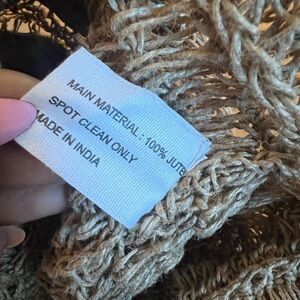 MAIN MATERIAL: 100% JUTE
SPOT CLEAN ONLY
MADE IN INDIA